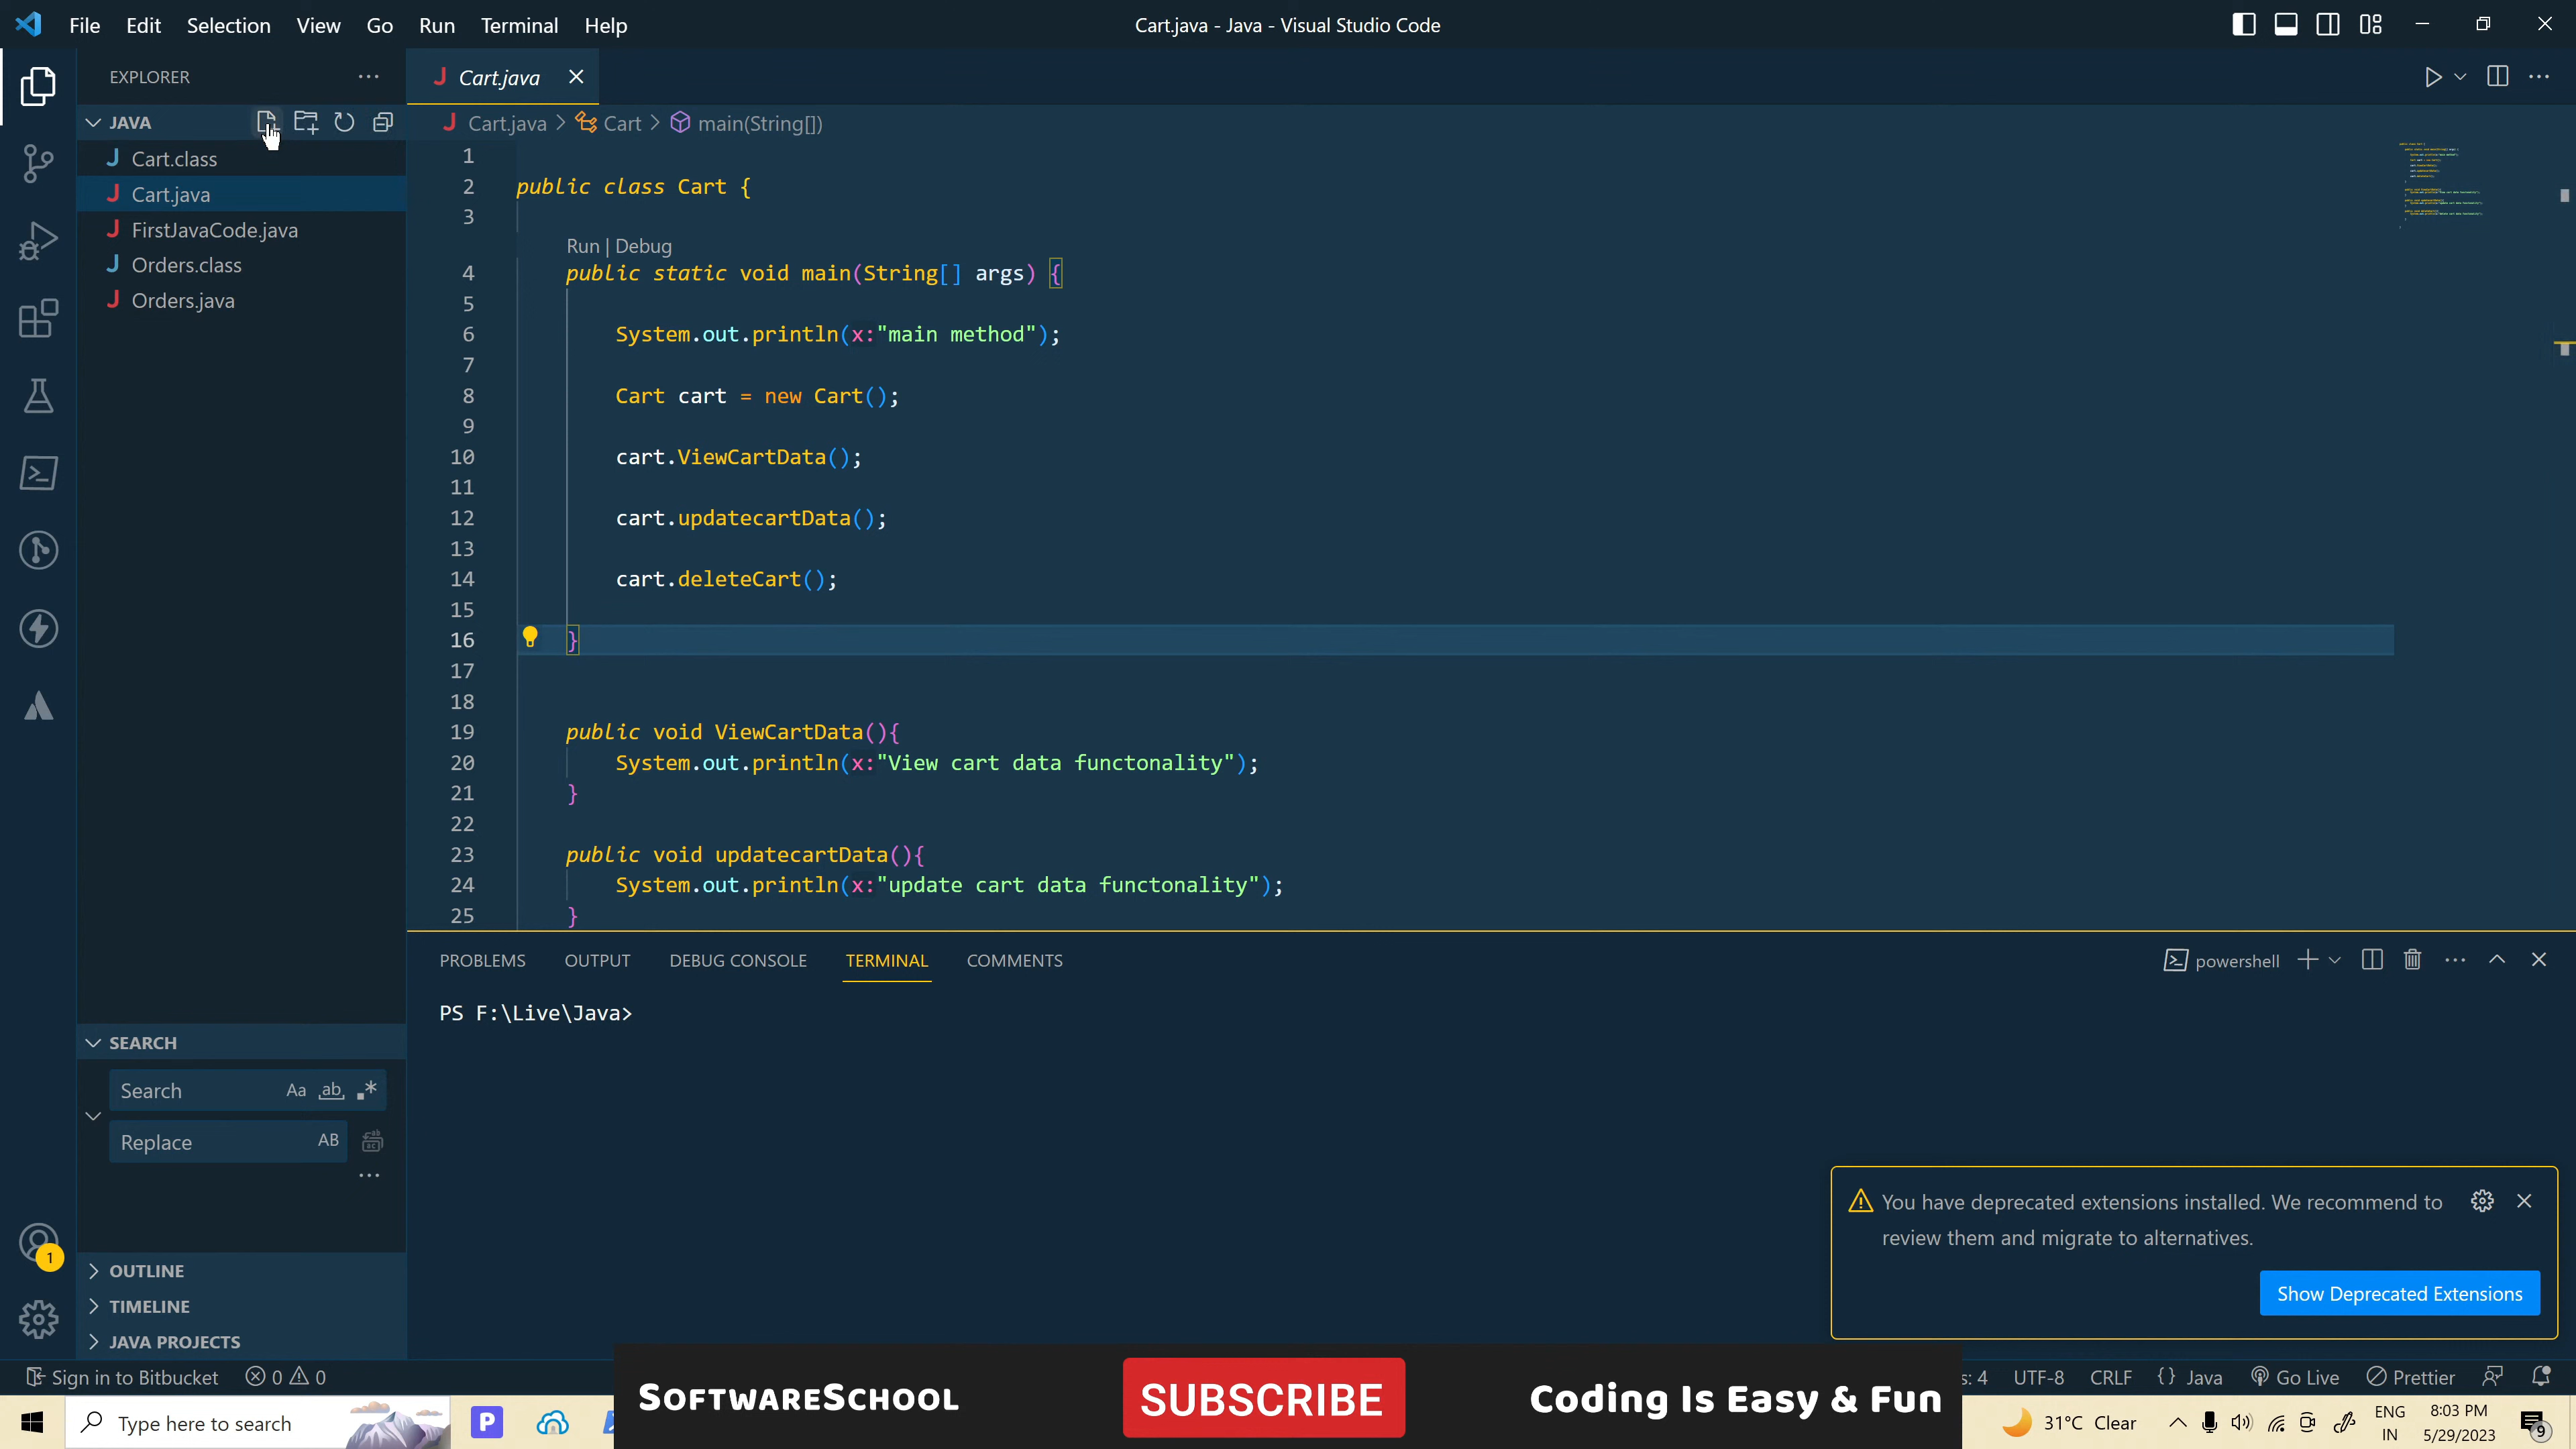 File Edit Selection View Go Run Terminal Help
Cart.java - Java - Visual Studio Code
EXPLORER
JAVA
Cart.class
Cart.java
FirstJavaCode.java
Orders.class
Orders.java
Cart.java
Cart.java > Cart > main(String[])
1
2 public class Cart {
3
Run | Debug
4 public static void main(String[] args) {
5
6 System.out.println(x:"main method");
7
8 Cart cart = new Cart();
9
10 cart.ViewCartData();
11
12 cart.updatecartData();
13
14 cart.deleteCart();
15
16 }
17
18
19 public void ViewCartData(){
20 System.out.println(x:"View cart data functonality");
21 }
22
23 public void updatecartData(){
24 System.out.println(x:"update cart data functonality");
25 }
PROBLEMS OUTPUT DEBUG CONSOLE TERMINAL COMMENTS
powershell
PS F:\Live\Java>
SEARCH
Search Aa ab
Replace AB
OUTLINE
TIMELINE
JAVA PROJECTS
1
You have deprecated extensions installed. We recommend to
review them and migrate to alternatives.
Show Deprecated Extensions
Sign in to Bitbucket 0 0
s: 4 UTF-8 CRLF {} Java Go Live Prettier
SOFTWARESCHOOL SUBSCRIBE Coding Is Easy & Fun
Type here to search
P
31°C Clear
ENG
IN
8:03 PM
5/29/2023
9